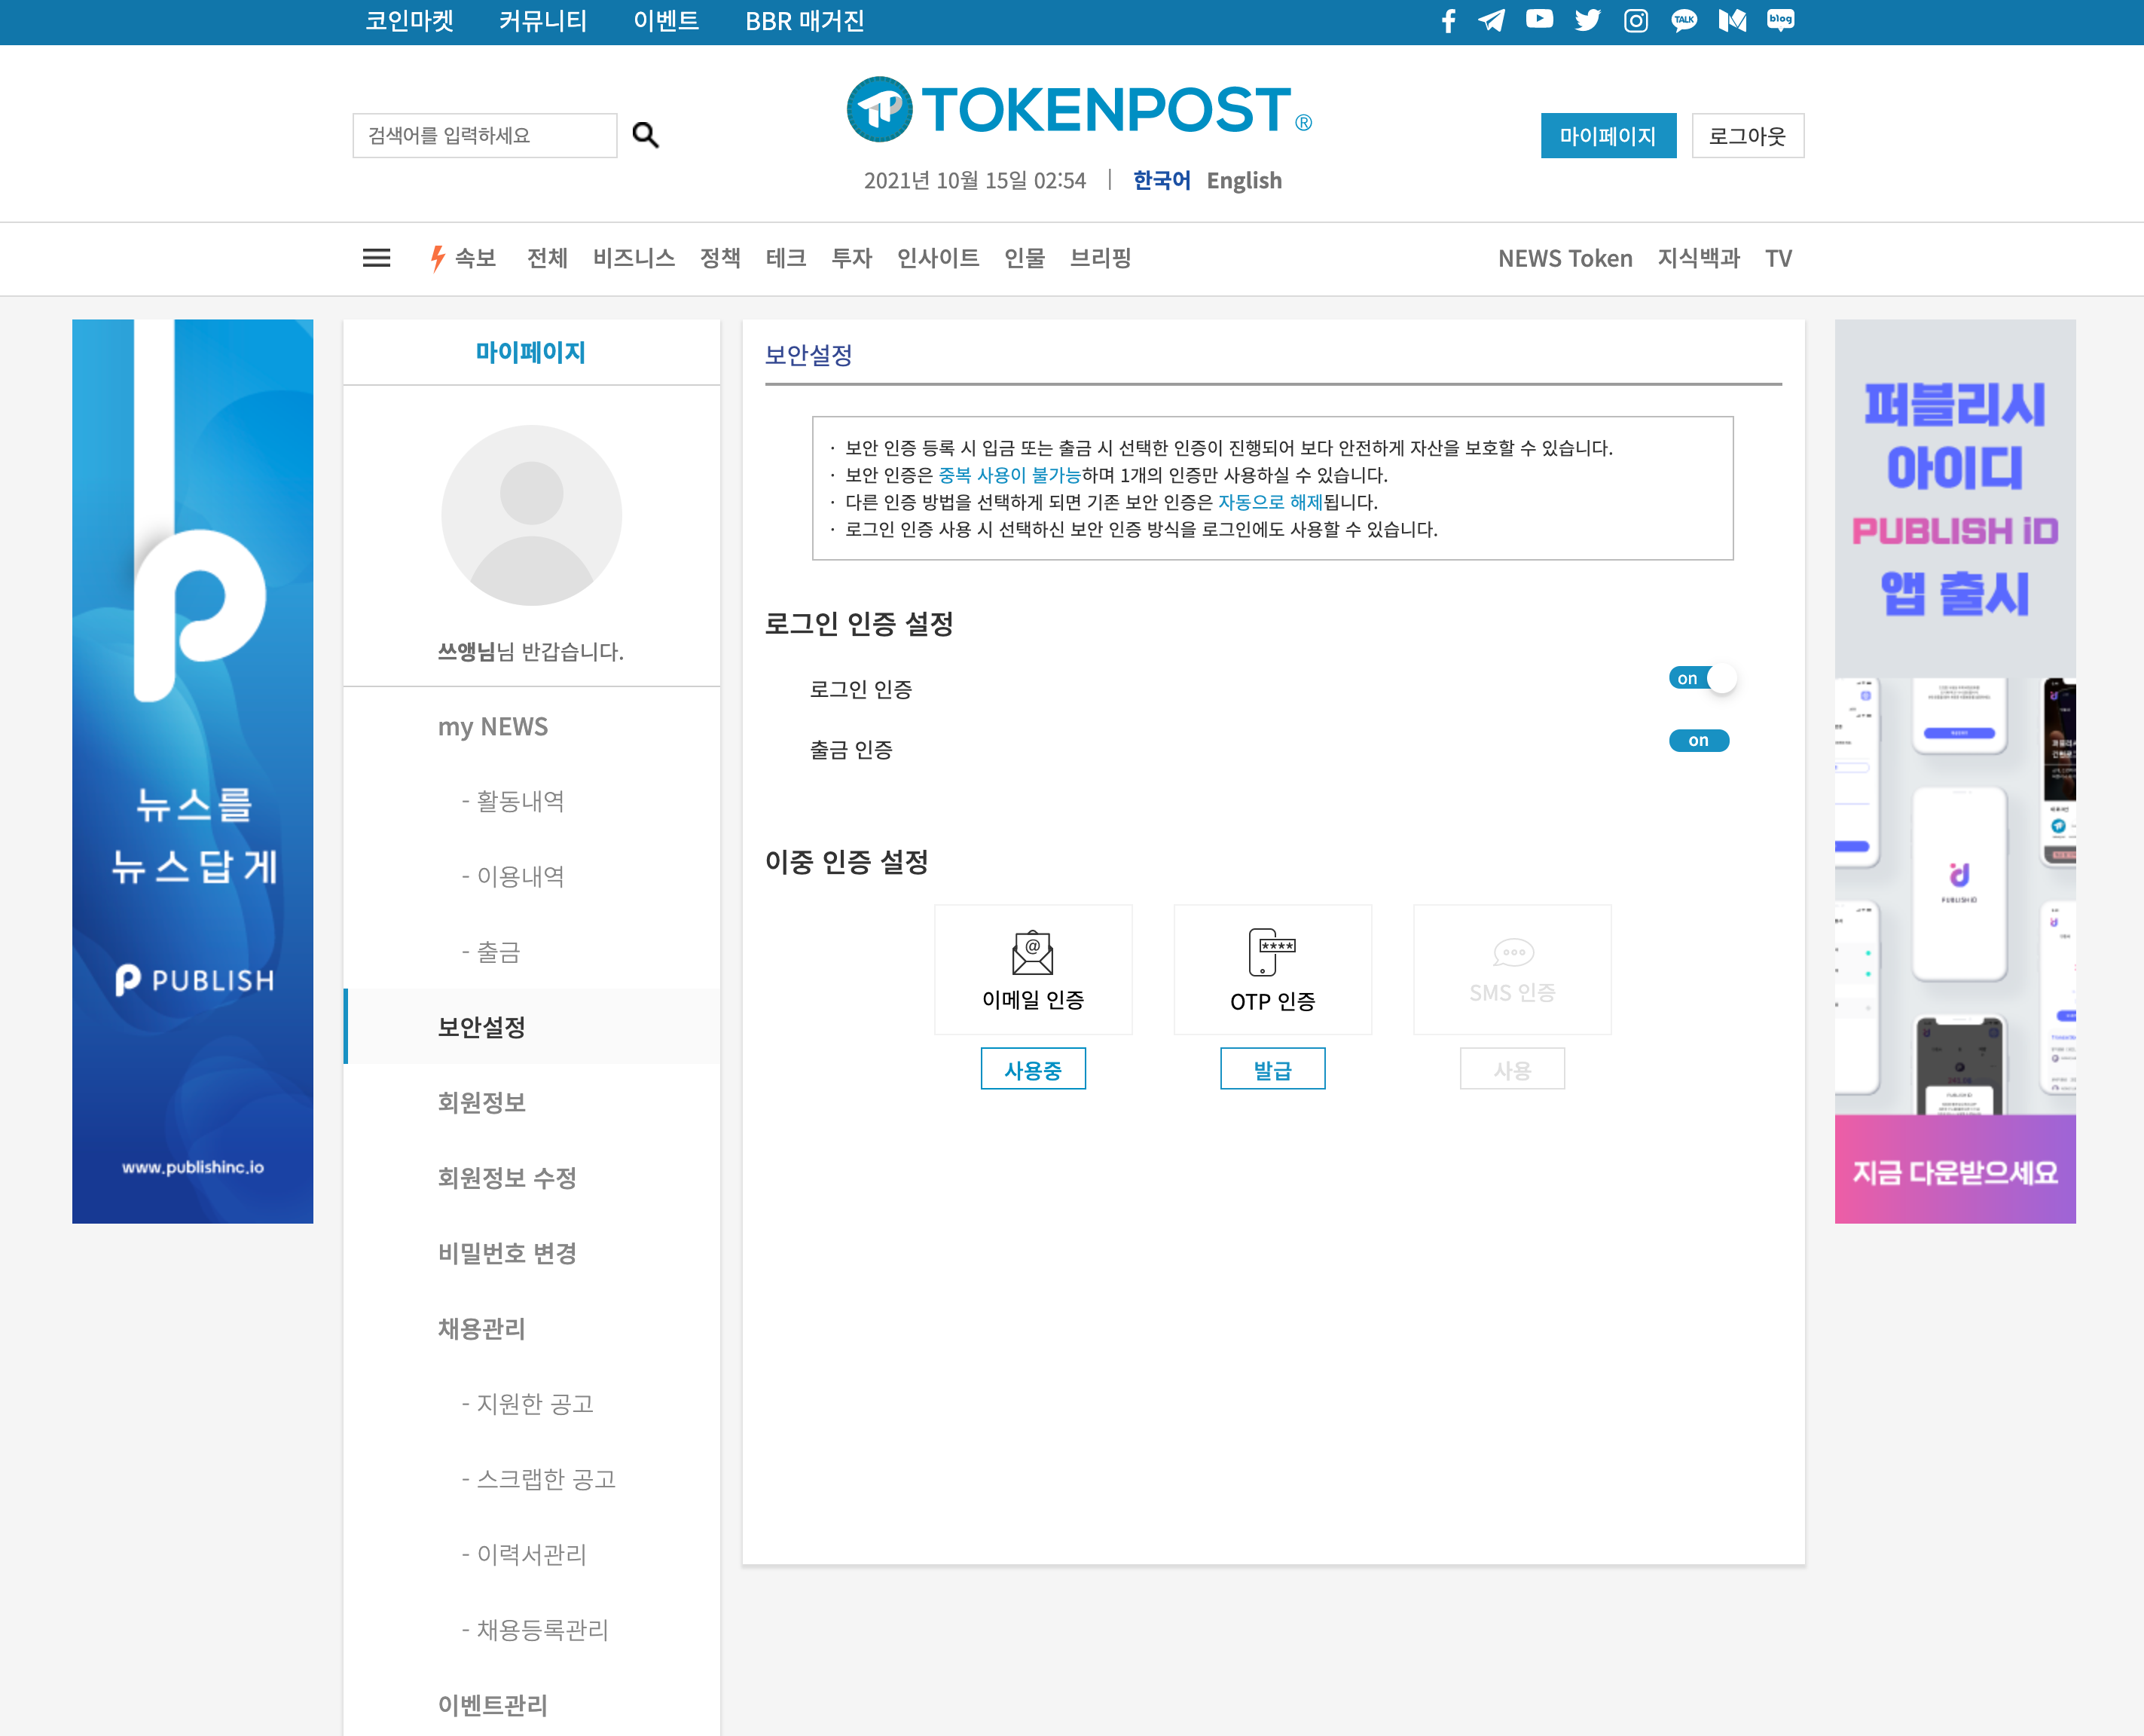 코인마켓 커뮤니티 이벤트 BBR 매거진
TALK blog
검색어를 입력하세요
TOKENPOST®
마이페이지 로그아웃
2021년 10월 15일 02:54 | 한국어 English
속보 전체 비즈니스 정책 테크 투자 인사이트 인물 브리핑
NEWS Token 지식백과 TV
뉴스를
뉴스답게
PUBLISH
www.publishinc.io
마이페이지
쓰앵님님 반갑습니다.
my NEWS
- 활동내역
- 이용내역
- 출금
보안설정
회원정보
회원정보 수정
비밀번호 변경
채용관리
- 지원한 공고
- 스크랩한 공고
- 이력서관리
- 채용등록관리
이벤트관리
보안설정
· 보안 인증 등록 시 입금 또는 출금 시 선택한 인증이 진행되어 보다 안전하게 자산을 보호할 수 있습니다.
· 보안 인증은 중복 사용이 불가능하며 1개의 인증만 사용하실 수 있습니다.
· 다른 인증 방법을 선택하게 되면 기존 보안 인증은 자동으로 해제됩니다.
· 로그인 인증 사용 시 선택하신 보안 인증 방식을 로그인에도 사용할 수 있습니다.
로그인 인증 설정
로그인 인증 on
출금 인증 on
이중 인증 설정
@ ****
이메일 인증 OTP 인증 SMS 인증
사용중 발급 사용
퍼블리시
아이디
PUBLISH iD
앱 출시
PUBLISH iD
지금 다운받으세요